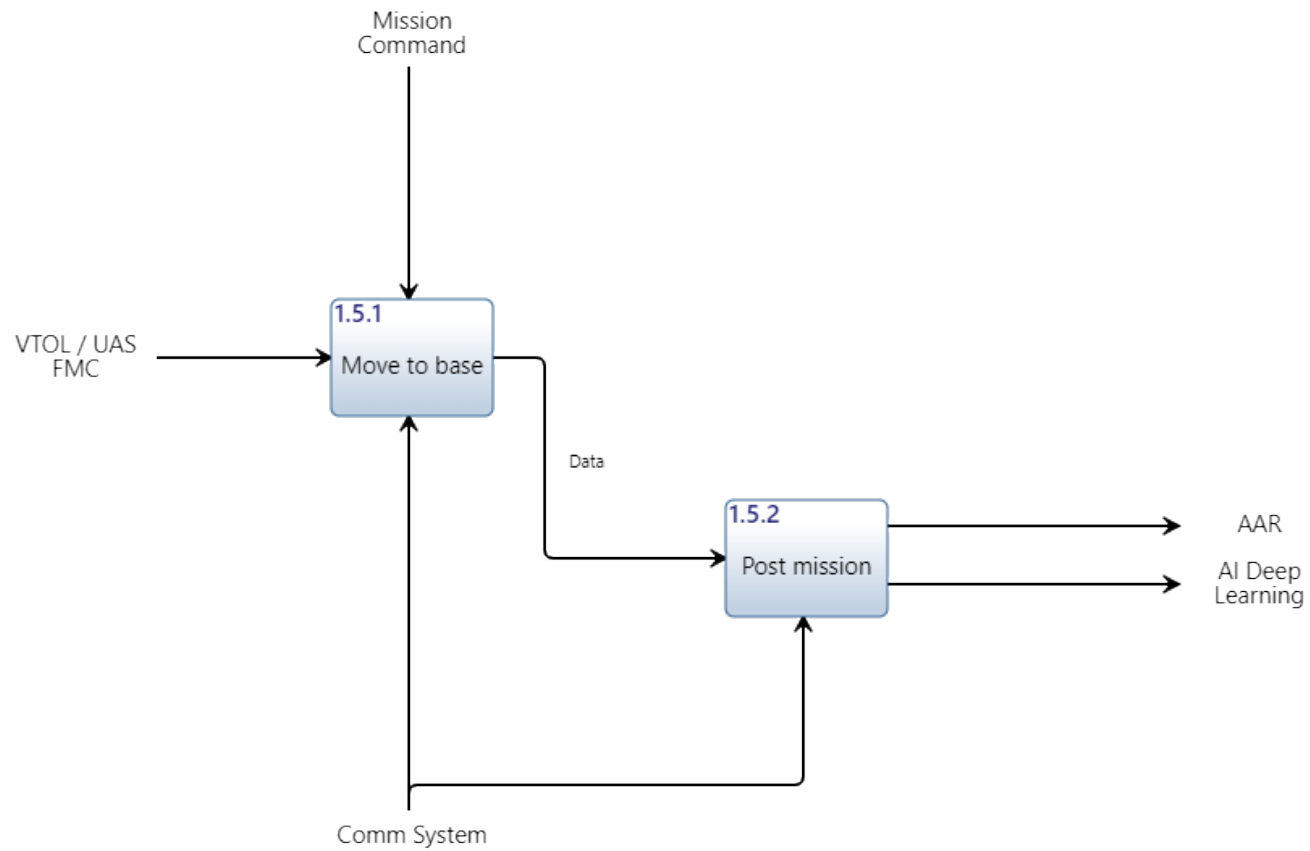 Mission
Command
1.5.1
VTOL / UAS
FMC
Move to base
Data
1.5.2
Post mission
AAR
AI Deep
Learning
Comm System